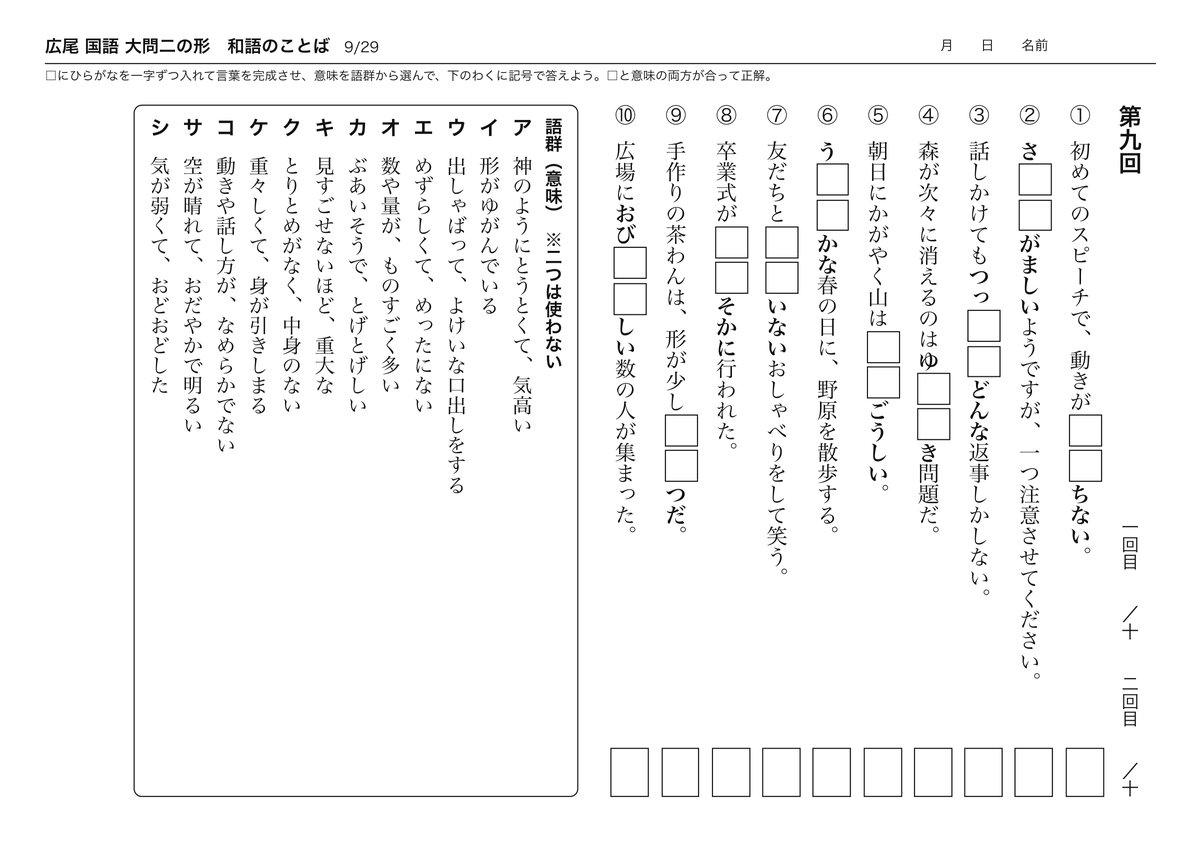 広尾 国語 大問二の形　和語のことば 9/29
月　日　名前
□にひらがなを一字ずつ入れて言葉を完成させ、意味を語群から選んで、下のわくに記号で答えよう。□と意味の両方が合って正解。
第九回　一回目　／十　二回目　／十
① 初めてのスピーチで、動きが□□ちない。
② さ□□がましいようですが、一つ注意させてください。
③ 話しかけてもつっ□□どんな返事しかしない。
④ 森が次々に消えるのはゆ□□き問題だ。
⑤ 朝日にかがやく山は□□ごうしい。
⑥ う□□かな春の日に、野原を散歩する。
⑦ 友だちと□□いないおしゃべりをして笑う。
⑧ 卒業式が□□そかに行われた。
⑨ 手作りの茶わんは、形が少し□□つだ。
⑩ 広場におび□□しい数の人が集まった。
語群（意味）　※二つは使わない
ア　神のようにとうとくて、気高い
イ　形がゆがんでいる
ウ　出しゃばって、よけいな口出しをする
エ　めずらしくて、めったにない
オ　数や量が、ものすごく多い
カ　ぶあいそうで、とげとげしい
キ　見すごせないほど、重大な
ク　とりとめがなく、中身のない
ケ　重々しくて、身が引きしまる
コ　動きや話し方が、なめらかでない
サ　空が晴れて、おだやかで明るい
シ　気が弱くて、おどおどした